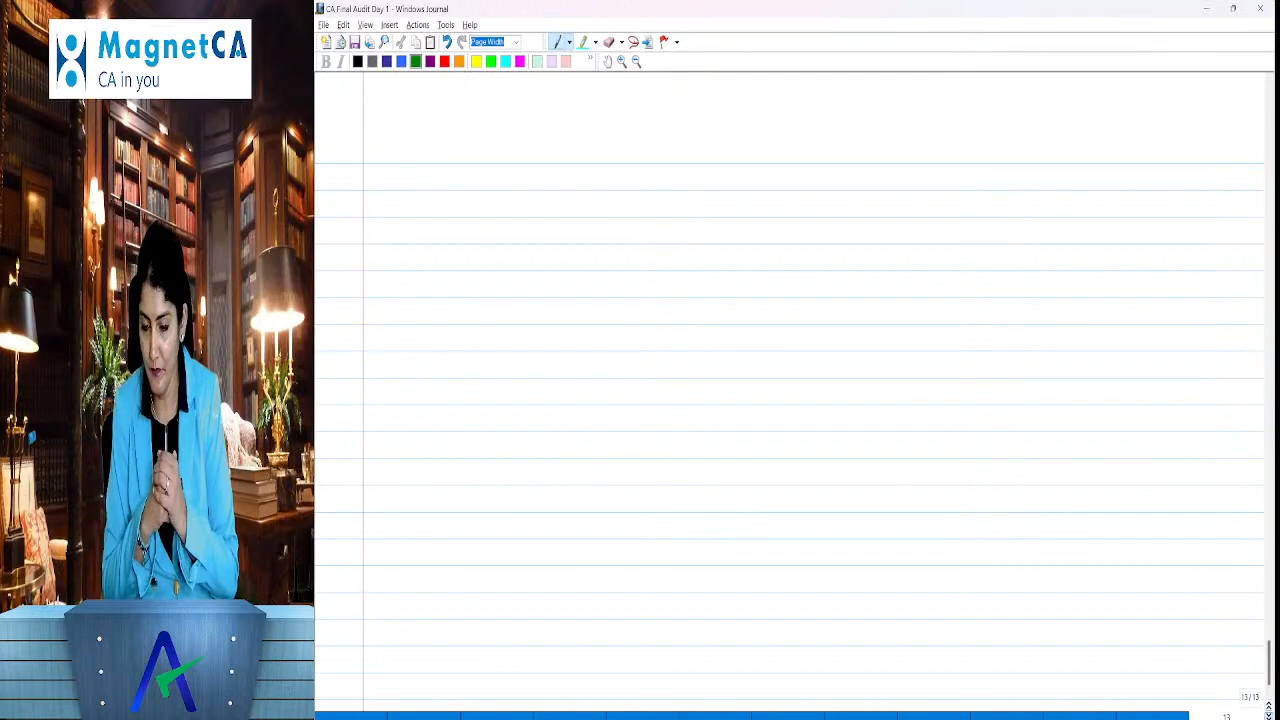 MagnetCA
CA in you
CA Final Audit Day 1 - Windows Journal
File Edit View Insert Actions Tools Help
Page Width
B I
13/13
13